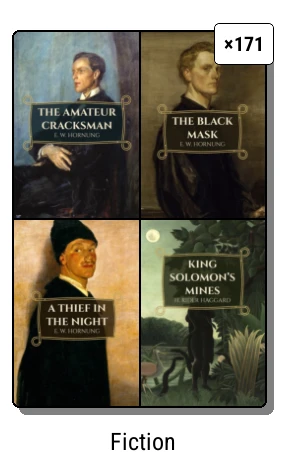 ×171
THE AMATEUR
CRACKSMAN
E. W. HORNUNG
THE BLACK
MASK
E. W. HORNUNG
A THIEF IN
THE NIGHT
E. W. HORNUNG
KING
SOLOMON'S
MINES
H. RIDER HAGGARD
Fiction